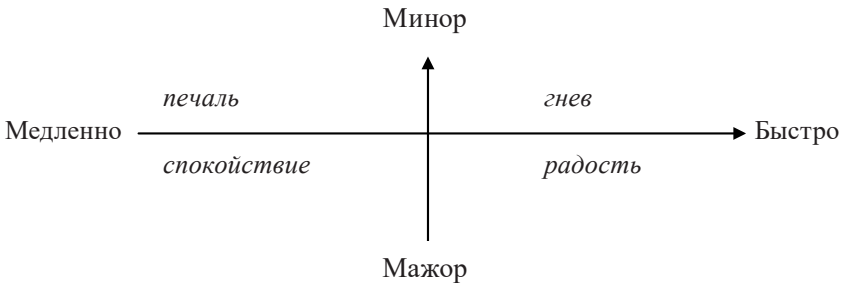 Минор
печаль гнев
Медленно Быстро
спокойствие радость
Мажор